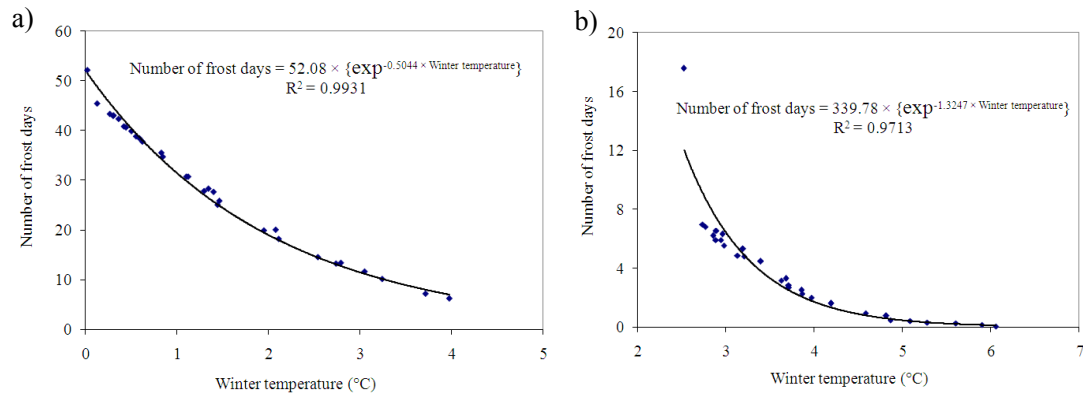 a)
60
50
40
30
20
10
0
Number of frost days
Number of frost days = 52.08 × {exp^-0.5044 × Winter temperature}
R² = 0.9931
0 1 2 3 4 5
Winter temperature (°C)
b)
20
16
12
8
4
0
Number of frost days
Number of frost days = 339.78 × {exp^-1.3247 × Winter temperature}
R² = 0.9713
2 3 4 5 6 7
Winter temperature (°C)